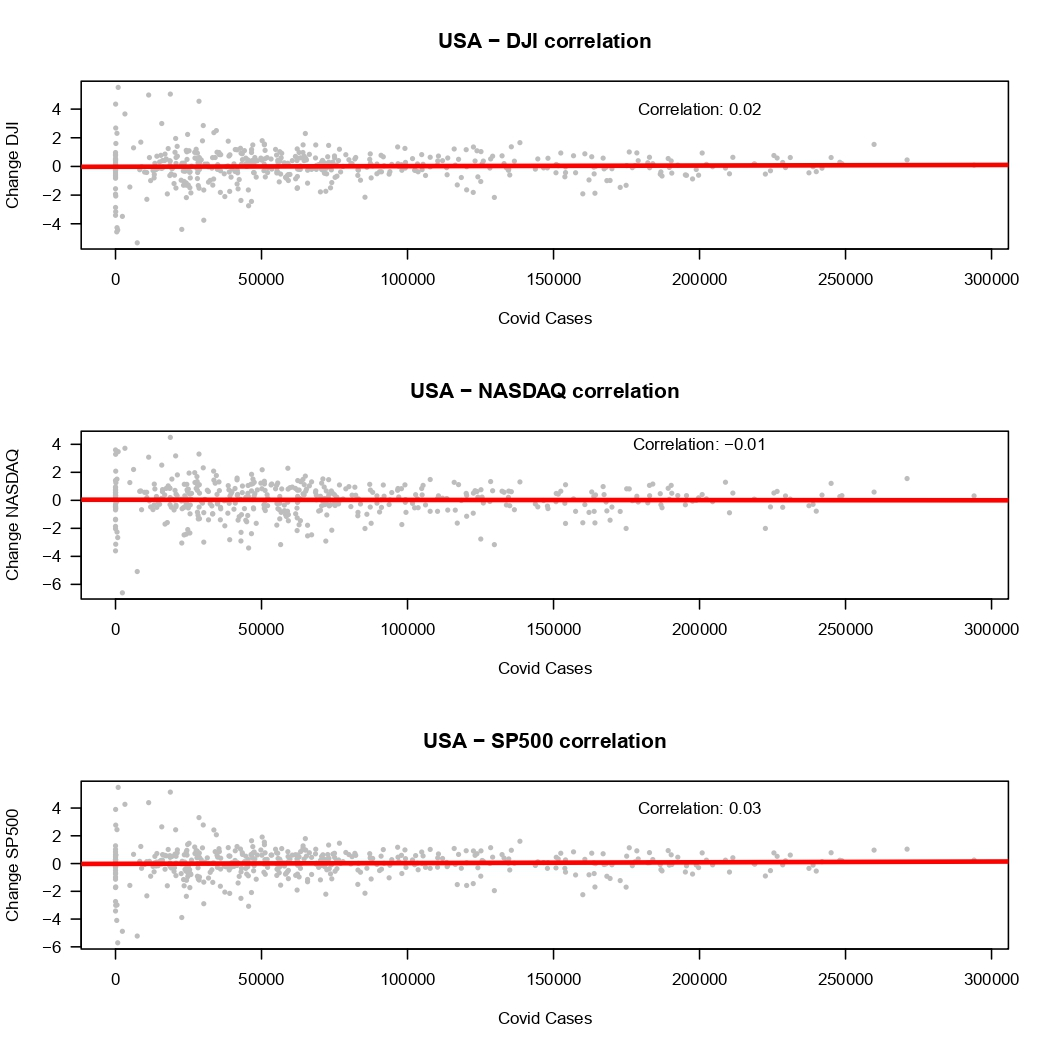 USA − DJI correlation
Correlation: 0.02
Change DJI
4
2
0
−2
−4
0 50000 100000 150000 200000 250000 300000
Covid Cases
USA − NASDAQ correlation
Correlation: −0.01
Change NASDAQ
4
2
0
−2
−4
−6
0 50000 100000 150000 200000 250000 300000
Covid Cases
USA − SP500 correlation
Correlation: 0.03
Change SP500
4
2
0
−2
−4
−6
0 50000 100000 150000 200000 250000 300000
Covid Cases